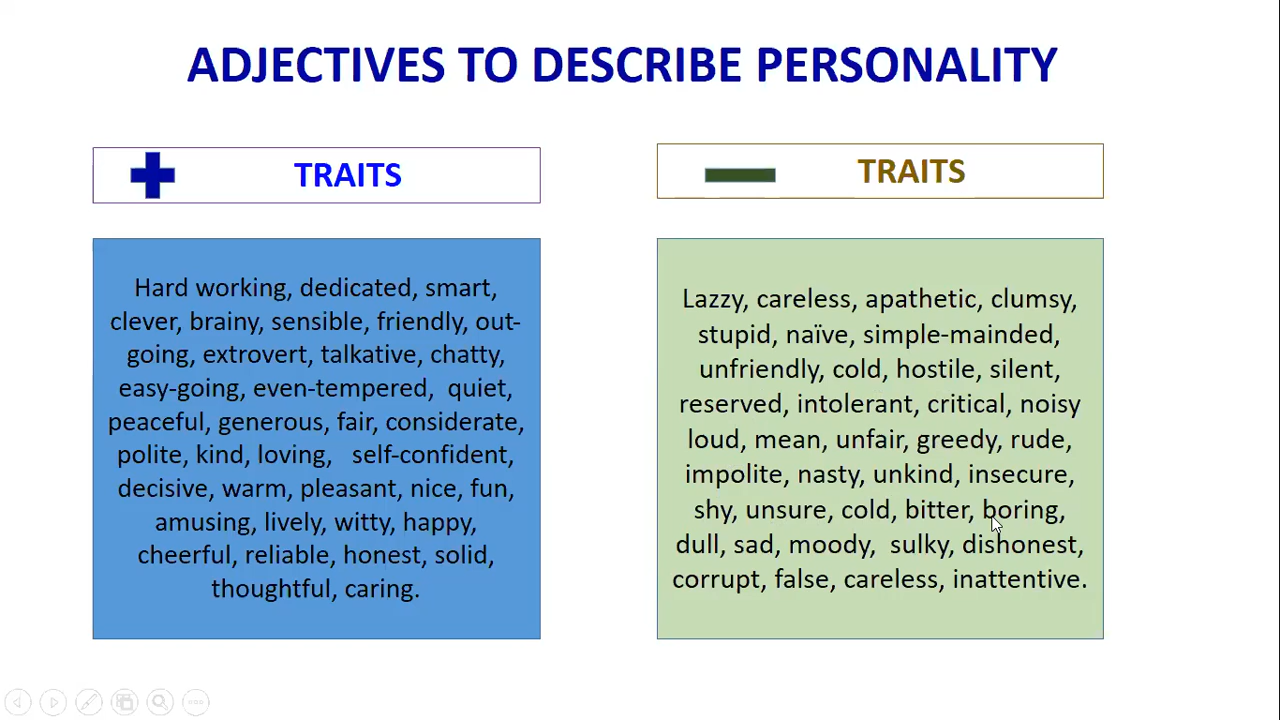 ADJECTIVES TO DESCRIBE PERSONALITY
TRAITS
Hard working, dedicated, smart,
clever, brainy, sensible, friendly, out-
going, extrovert, talkative, chatty,
easy-going, even-tempered, quiet,
peaceful, generous, fair, considerate,
polite, kind, loving, self-confident,
decisive, warm, pleasant, nice, fun,
amusing, lively, witty, happy,
cheerful, reliable, honest, solid,
thoughtful, caring.
TRAITS
Lazzy, careless, apathetic, clumsy,
stupid, naïve, simple-mainded,
unfriendly, cold, hostile, silent,
reserved, intolerant, critical, noisy
loud, mean, unfair, greedy, rude,
impolite, nasty, unkind, insecure,
shy, unsure, cold, bitter, boring,
dull, sad, moody, sulky, dishonest,
corrupt, false, careless, inattentive.